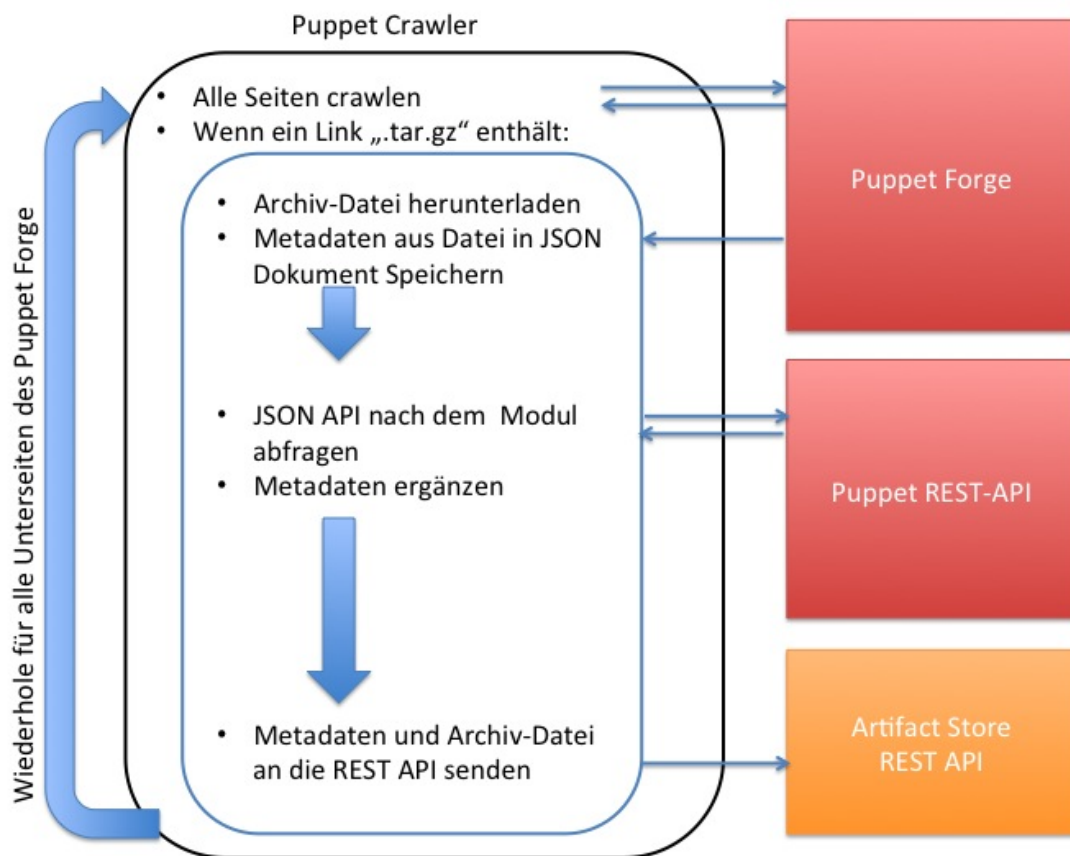 Puppet Crawler
• Alle Seiten crawlen
• Wenn ein Link „.tar.gz“ enthält:
• Archiv-Datei herunterladen
• Metadaten aus Datei in JSON
Dokument Speichern
• JSON API nach dem Modul
abfragen
• Metadaten ergänzen
• Metadaten und Archiv-Datei
an die REST API senden
Wiederhole für alle Unterseiten des Puppet Forge
Puppet Forge
Puppet REST-API
Artifact Store
REST API